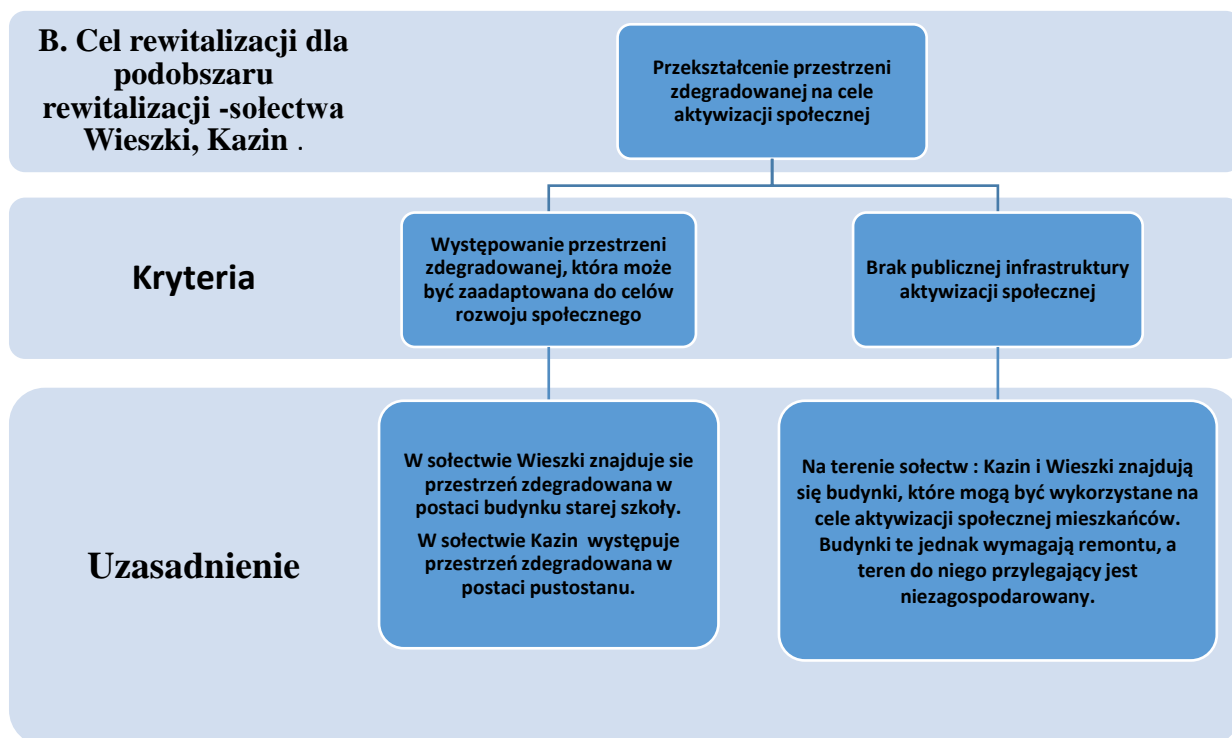 B. Cel rewitalizacji dla
podobszaru
rewitalizacji -sołectwa
Wieszki, Kazin .
Przekształcenie przestrzeni
zdegradowanej na cele
aktywizacji społecznej
Kryteria
Występowanie przestrzeni
zdegradowanej, która może
być zaadaptowana do celów
rozwoju społecznego
Brak publicznej infrastruktury
aktywizacji społecznej
Uzasadnienie
W sołectwie Wieszki znajduje sie
przestrzeń zdegradowana w
postaci budynku starej szkoły.
W sołectwie Kazin występuje
przestrzeń zdegradowana w
postaci pustostanu.
Na terenie sołectw : Kazin i Wieszki znajdują
się budynki, które mogą być wykorzystane na
cele aktywizacji społecznej mieszkańców.
Budynki te jednak wymagają remontu, a
teren do niego przylegający jest
niezagospodarowany.